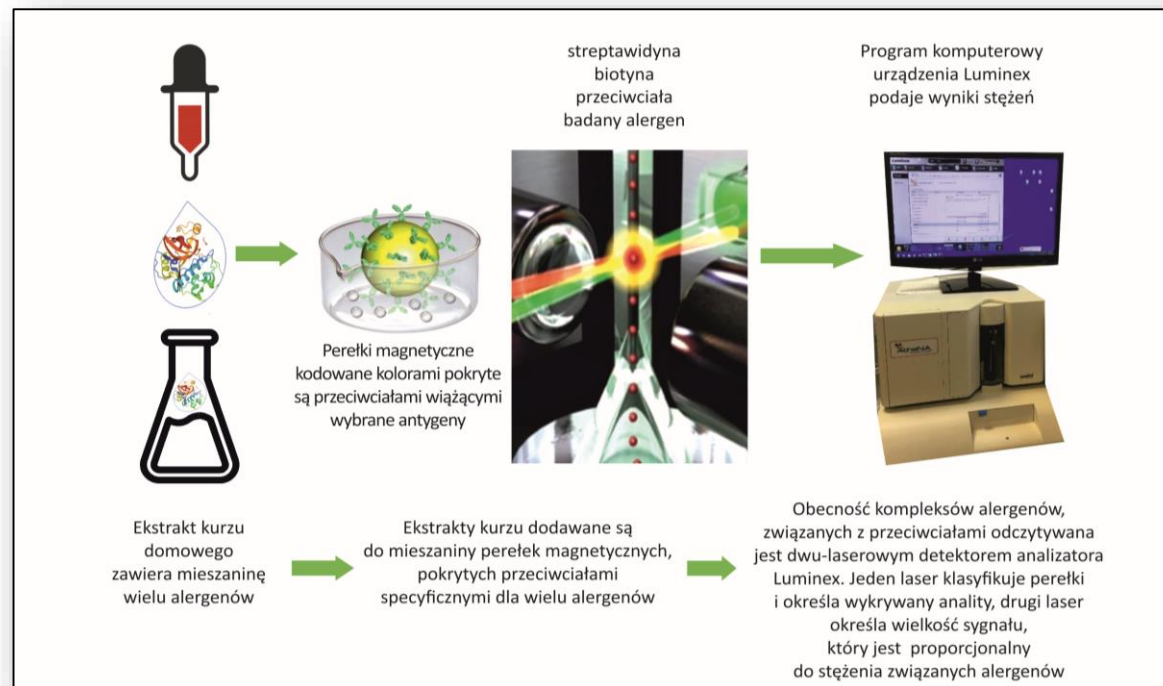 streptawidyna
biotyna
przeciwciała
badany alergen
Program komputerowy
urządzenia Luminex
podaje wyniki stężeń
Perełki magnetyczne
kodowane kolorami pokryte
są przeciwciałami wiążącymi
wybrane antygeny
Ekstrakt kurzu
domowego
zawiera mieszaninę
wielu alergenów
Ekstrakty kurzu dodawane są
do mieszaniny perełek magnetycznych,
pokrytych przeciwciałami
specyficznymi dla wielu alergenów
Obecność kompleksów alergenów,
związanych z przeciwciałami odczytywana
jest dwu-laserowym detektorem analizatora
Luminex. Jeden laser klasyfikuje perełki
i określa wykrywany anality, drugi laser
określa wielkość sygnału,
który jest proporcjonalny
do stężenia związanych alergenów